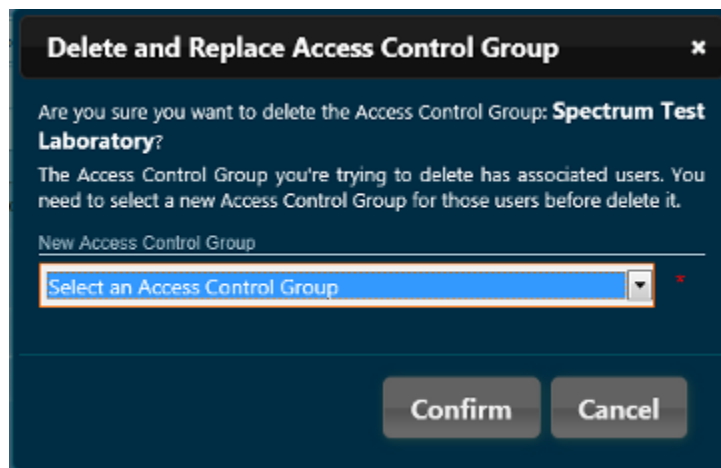 Delete and Replace Access Control Group ×
Are you sure you want to delete the Access Control Group: Spectrum Test
Laboratory?
The Access Control Group you're trying to delete has associated users. You
need to select a new Access Control Group for those users before delete it.
New Access Control Group
Select an Access Control Group *
Confirm Cancel